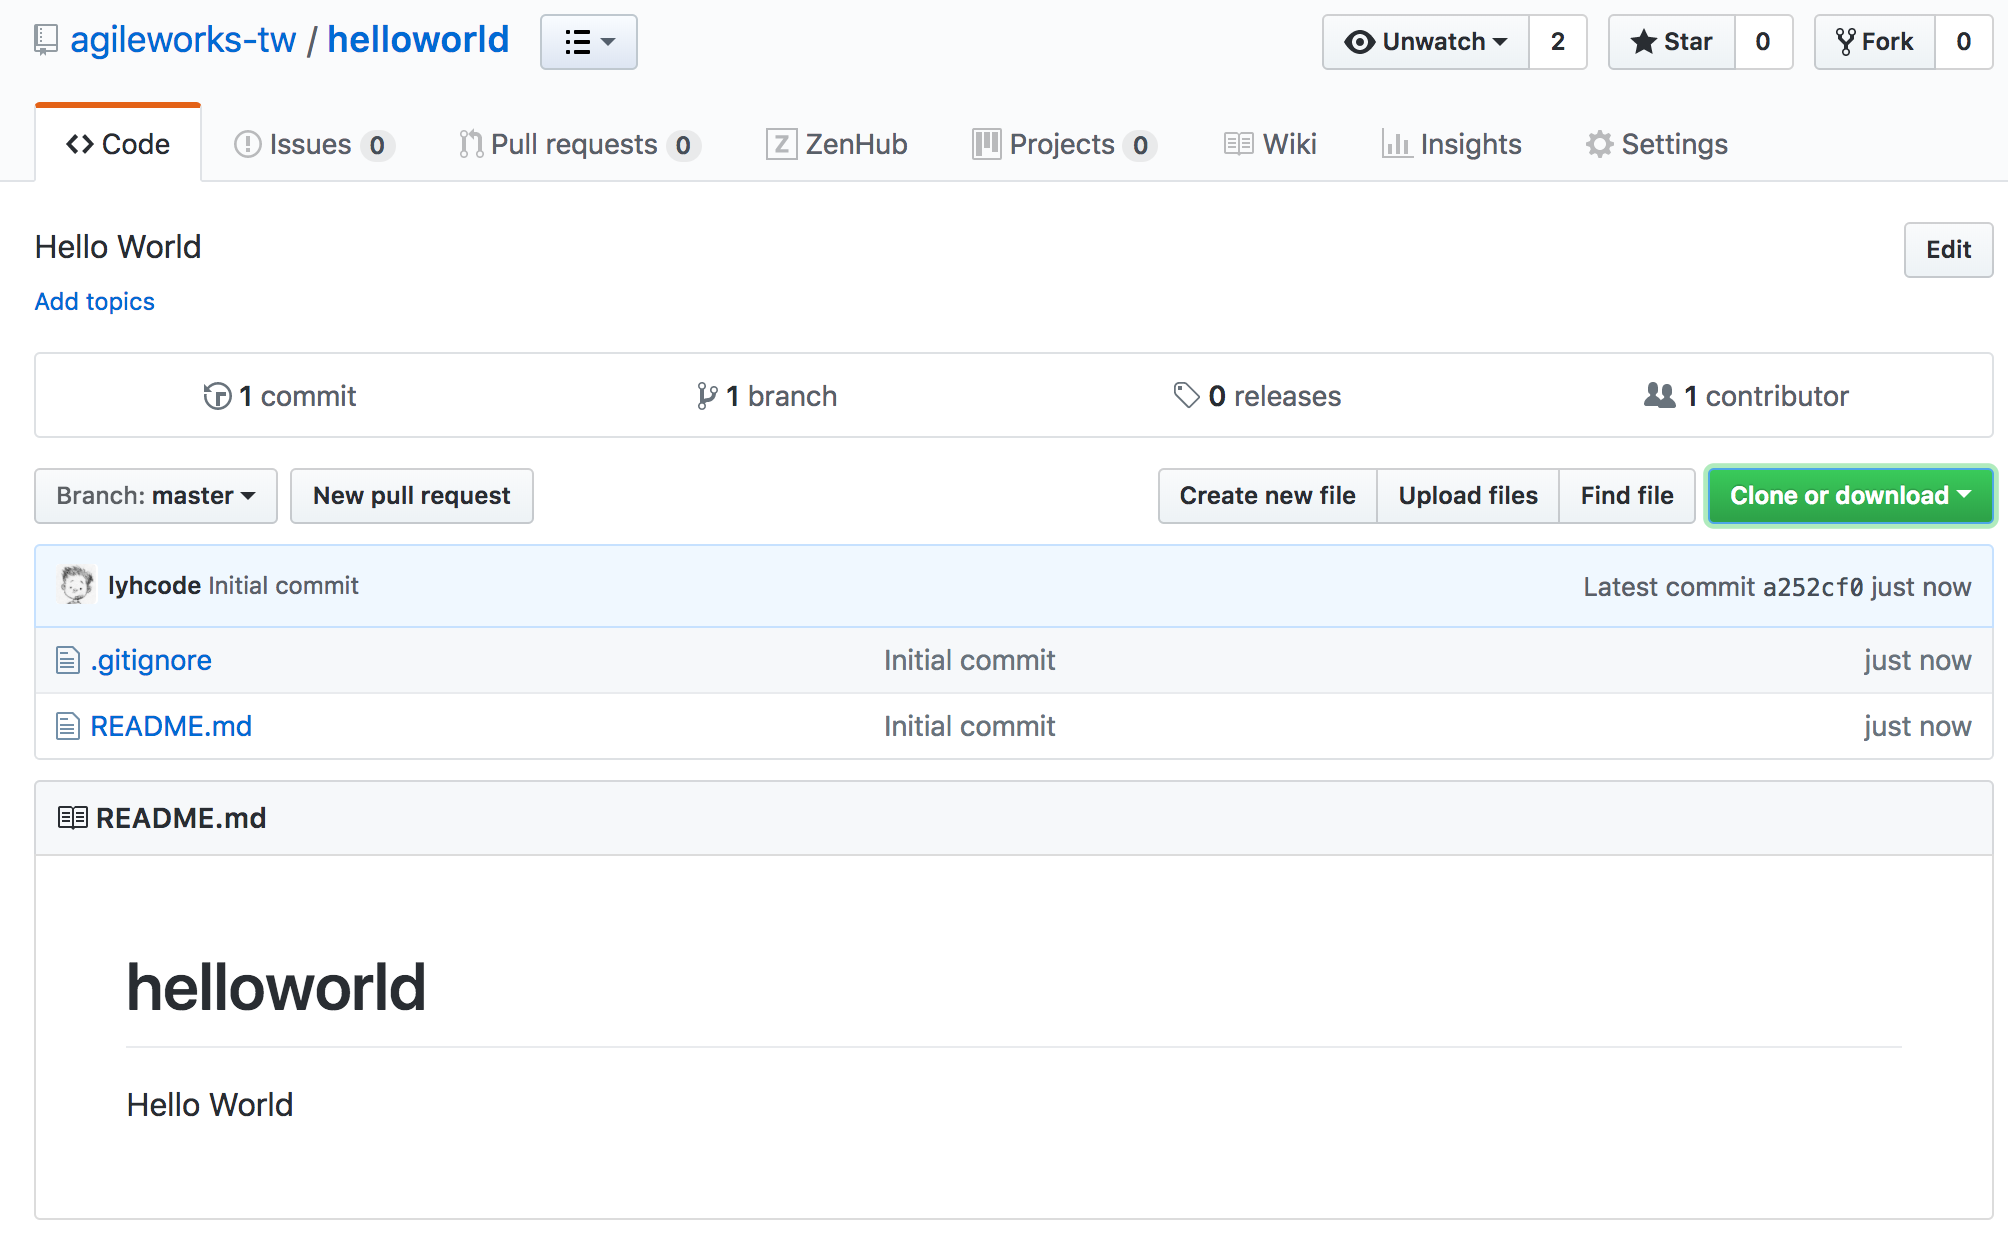 agileworks-tw / helloworld Unwatch 2 Star 0 Fork 0
Code Issues 0 Pull requests 0 Z ZenHub Projects 0 Wiki Insights Settings
Hello World Edit
Add topics
1 commit 1 branch 0 releases 1 contributor
Branch: master New pull request Create new file Upload files Find file Clone or download
lyhcode Initial commit Latest commit a252cf0 just now
.gitignore Initial commit just now
README.md Initial commit just now
README.md
helloworld
Hello World